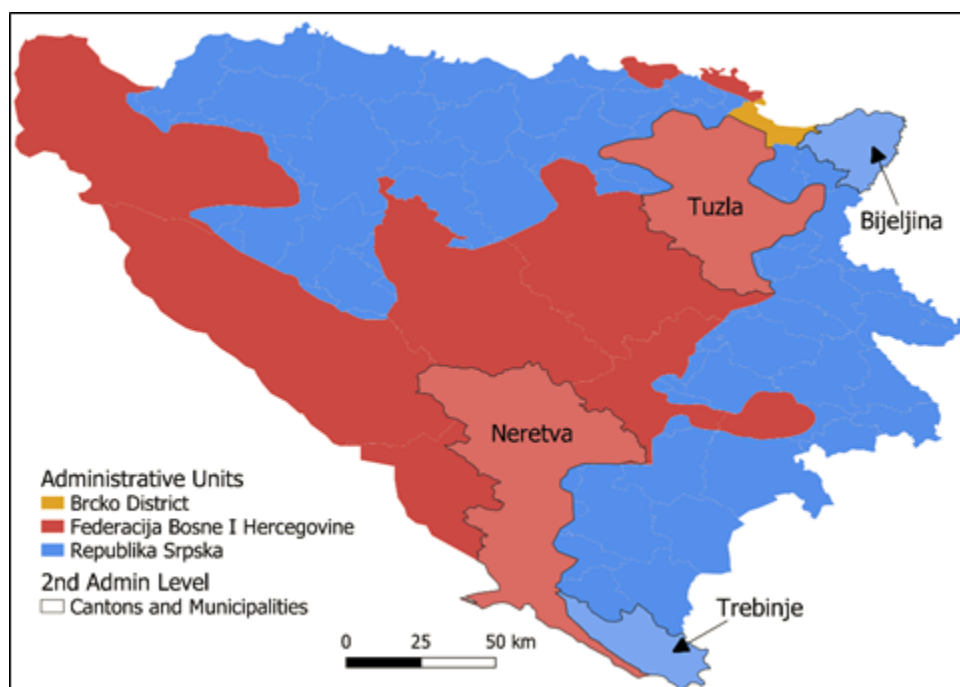 Tuzla
Bijeljina
Neretva
Administrative Units
Brcko District
Federacija Bosne I Hercegovine
Republika Srpska
2nd Admin Level
Cantons and Municipalities
Trebinje
0 25 50 km